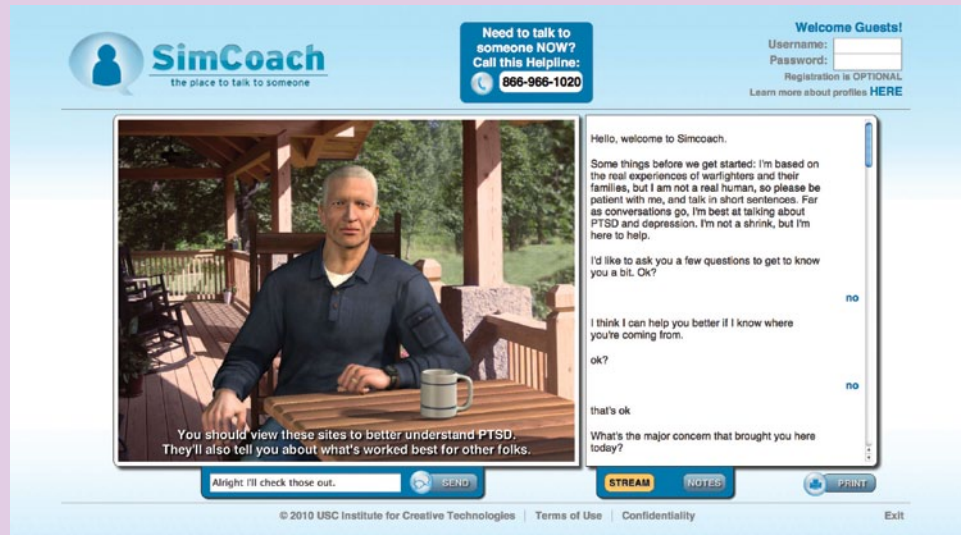 SimCoach
the place to talk to someone
Need to talk to
someone NOW?
Call this Helpline:
866-966-1020
Welcome Guests!
Username:
Password:
Registration is OPTIONAL
Learn more about profiles HERE
You should view these sites to better understand PTSD.
They'll also tell you about what's worked best for other folks.
Alright I'll check those out.
SEND
Hello, welcome to Simcoach.
Some things before we get started: I'm based on
the real experiences of warfighters and their
families, but I am not a real human, so please be
patient with me, and talk in short sentences. Far
as conversations go, I'm best at talking about
PTSD and depression. I'm not a shrink, but I'm
here to help.
I'd like to ask you a few questions to get to know
you a bit. Ok?
no
I think I can help you better if I know where
you're coming from.
ok?
no
that's ok
What's the major concern that brought you here
today?
STREAM
NOTES
PRINT
© 2010 USC Institute for Creative Technologies | Terms of Use | Confidentiality
Exit